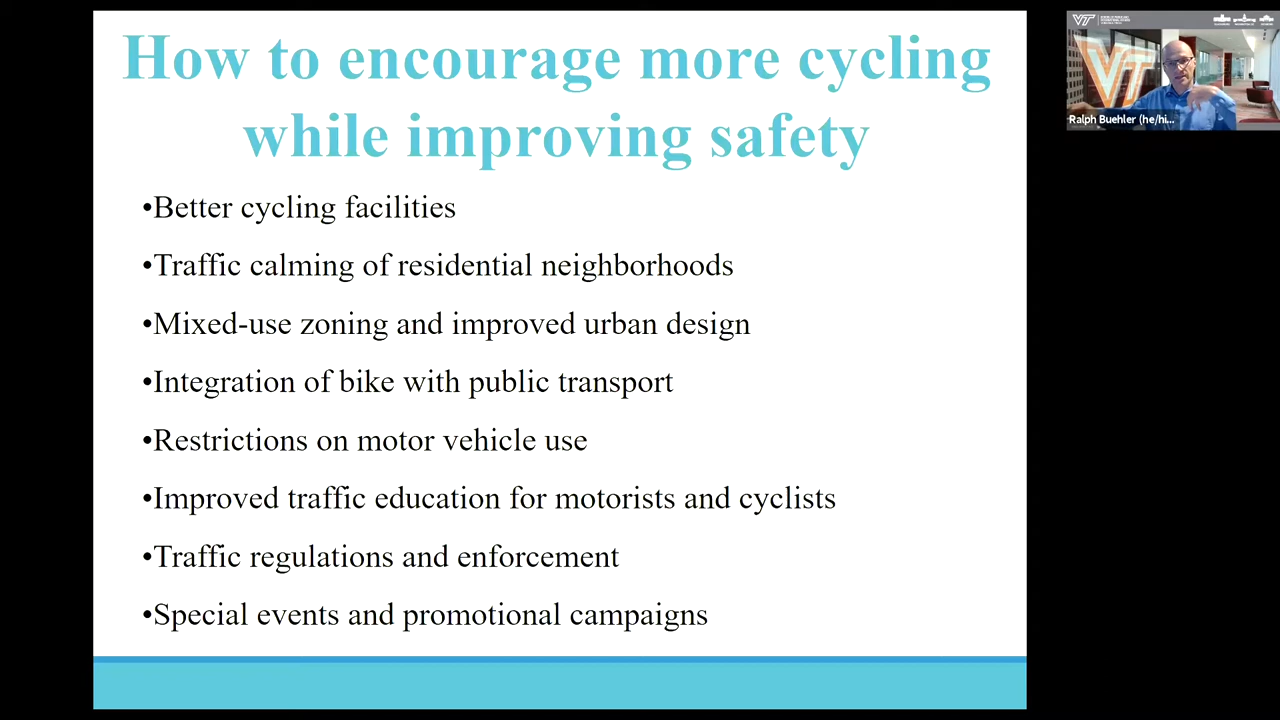 How to encourage more cycling
while improving safety
•Better cycling facilities
•Traffic calming of residential neighborhoods
•Mixed-use zoning and improved urban design
•Integration of bike with public transport
•Restrictions on motor vehicle use
•Improved traffic education for motorists and cyclists
•Traffic regulations and enforcement
•Special events and promotional campaigns
VT
VT
Ralph Buehler (he/hi...